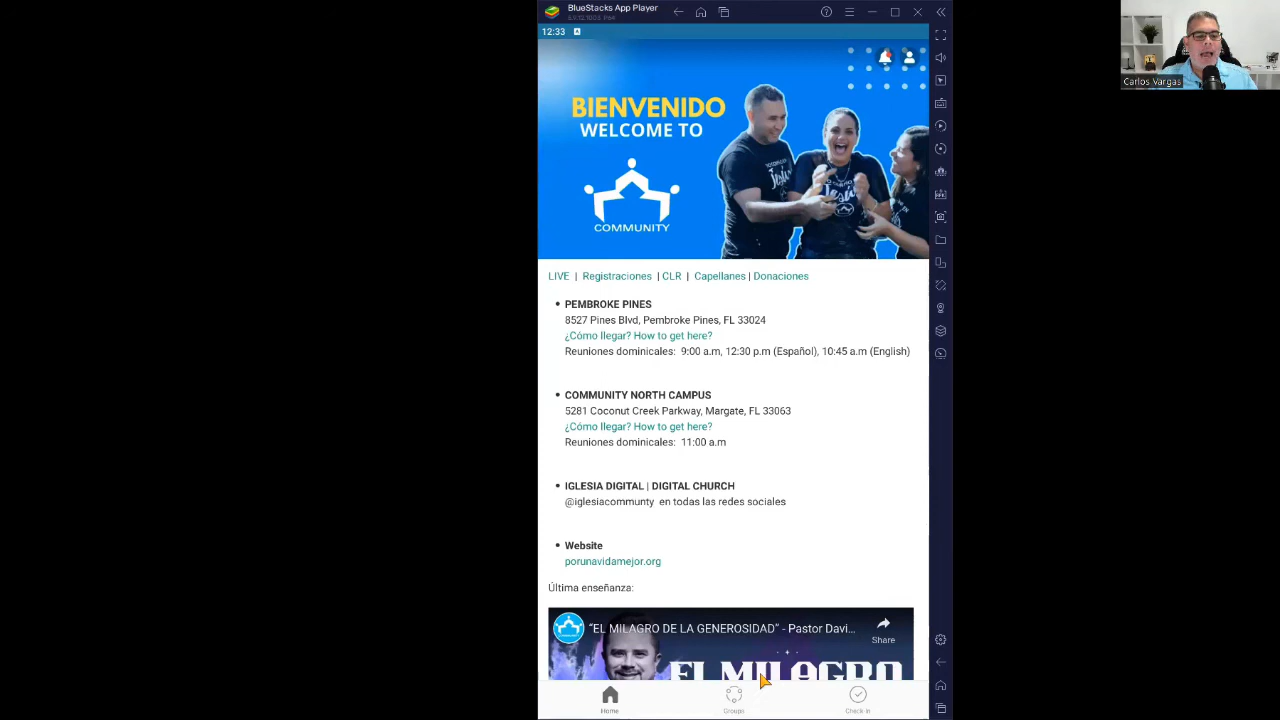 BlueStacks App Player
12:33
Carlos Vargas
BIENVENIDO
WELCOME TO
COMMUNITY
LIVE | Registraciones | CLR | Capellanes | Donaciones
• PEMBROKE PINES
8527 Pines Blvd, Pembroke Pines, FL 33024
¿Cómo llegar? How to get here?
Reuniones dominicales: 9:00 a.m, 12:30 p.m (Español), 10:45 a.m (English)
• COMMUNITY NORTH CAMPUS
5281 Coconut Creek Parkway, Margate, FL 33063
¿Cómo llegar? How to get here?
Reuniones dominicales: 11:00 a.m
• IGLESIA DIGITAL | DIGITAL CHURCH
@iglesiacommunty en todas las redes sociales
• Website
porunavidamejor.org
Última enseñanza:
“EL MILAGRO DE LA GENEROSIDAD” - Pastor Davi...
Share
EL MILAGRO
Home
Groups
Check-In